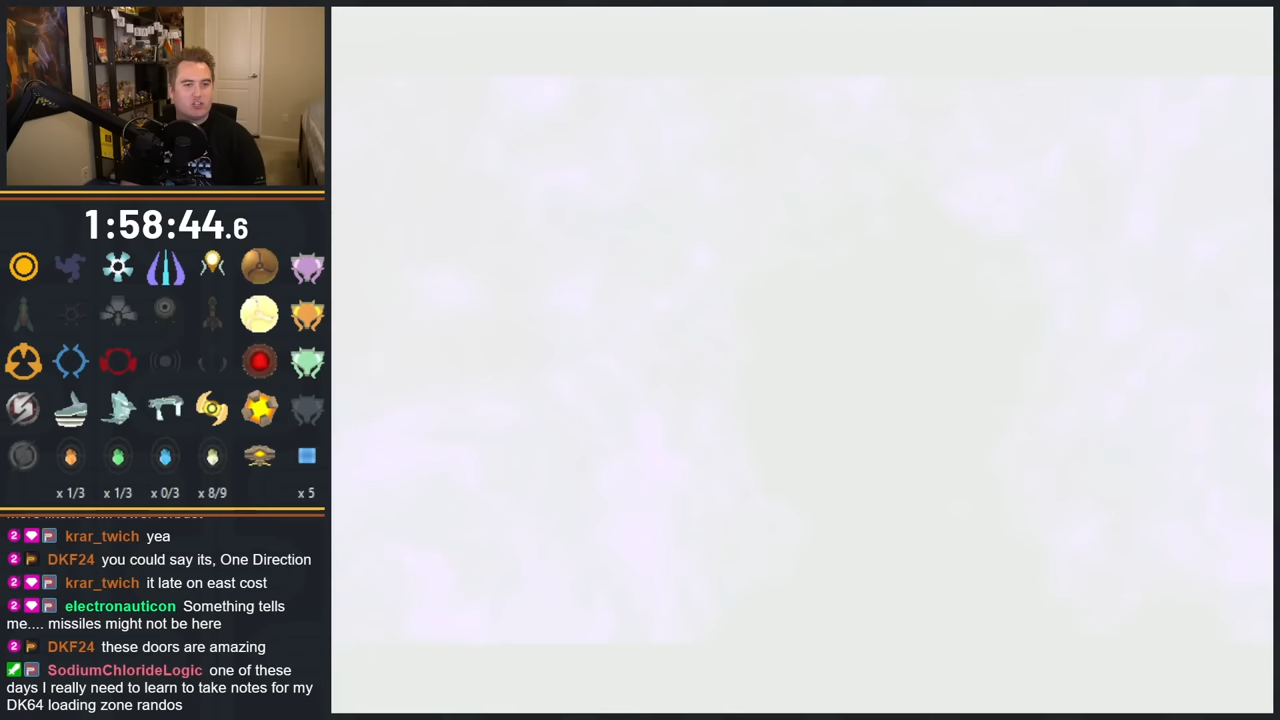 1:58:44.6
x 1/3
x 1/3
x 0/3
x 8/9
x 5
krar_twich yea
DKF24 you could say its, One Direction
krar_twich it late on east cost
electronauticon Something tells
me.... missiles might not be here
DKF24 these doors are amazing
SodiumChlorideLogic one of these
days I really need to learn to take notes for my
DK64 loading zone randos